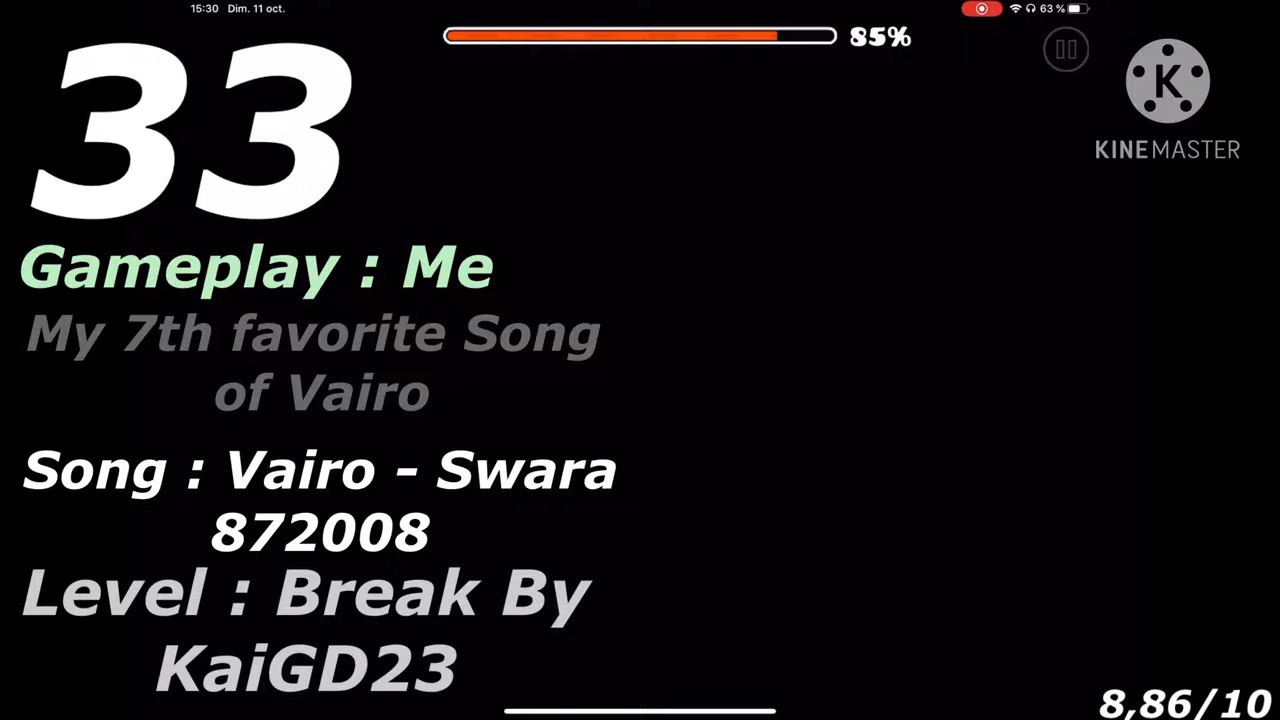 15:30 Dim. 11 oct.
63 %
85%
33
KINEMASTER
Gameplay : Me
My 7th favorite Song
of Vairo
Song : Vairo - Swara
872008
Level : Break By
KaiGD23
8,86/10